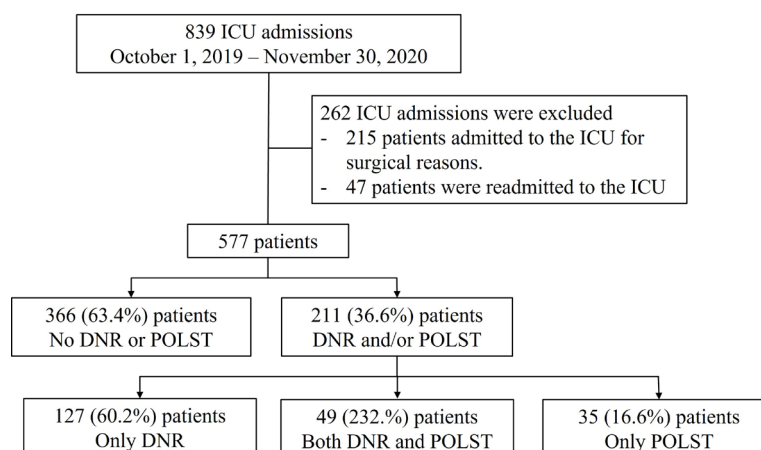 839 ICU admissions
October 1, 2019 – November 30, 2020
262 ICU admissions were excluded
- 215 patients admitted to the ICU for
surgical reasons.
- 47 patients were readmitted to the ICU
577 patients
366 (63.4%) patients
No DNR or POLST
211 (36.6%) patients
DNR and/or POLST
127 (60.2%) patients
Only DNR
49 (232.%) patients
Both DNR and POLST
35 (16.6%) patients
Only POLST